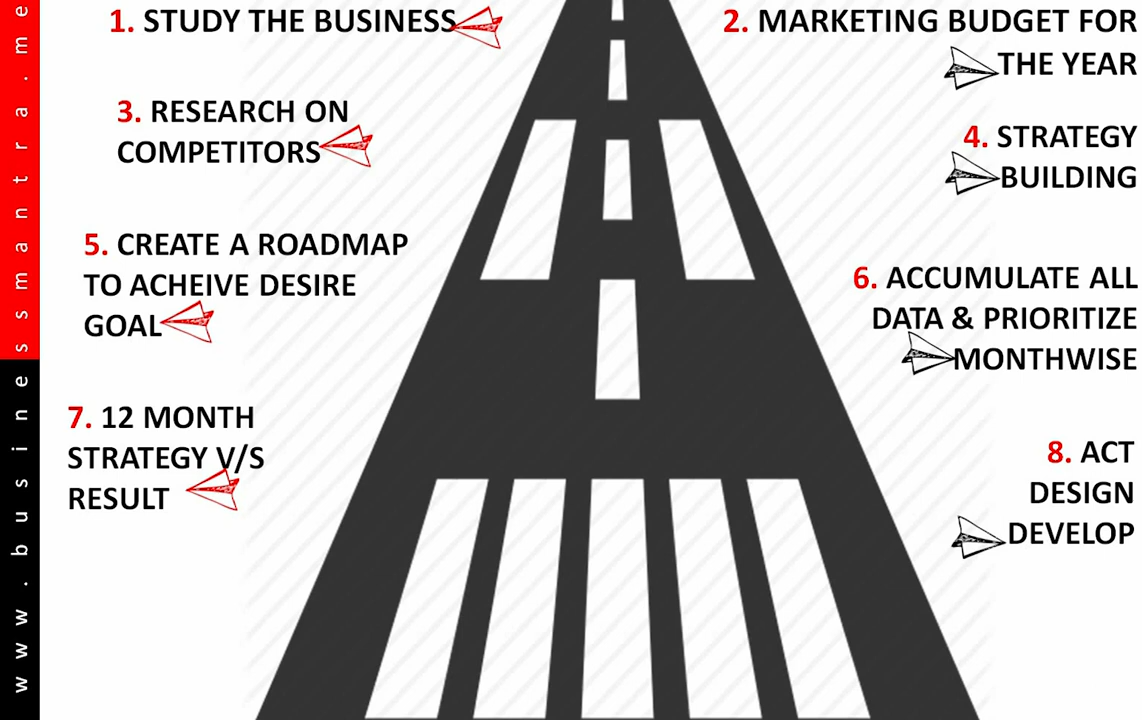 1. STUDY THE BUSINESS
2. MARKETING BUDGET FOR
THE YEAR
3. RESEARCH ON
COMPETITORS
4. STRATEGY
BUILDING
5. CREATE A ROADMAP
TO ACHEIVE DESIRE
GOAL
6. ACCUMULATE ALL
DATA & PRIORITIZE
MONTHWISE
7. 12 MONTH
STRATEGY V/S
RESULT
8. ACT
DESIGN
DEVELOP
www.businessmantra.me